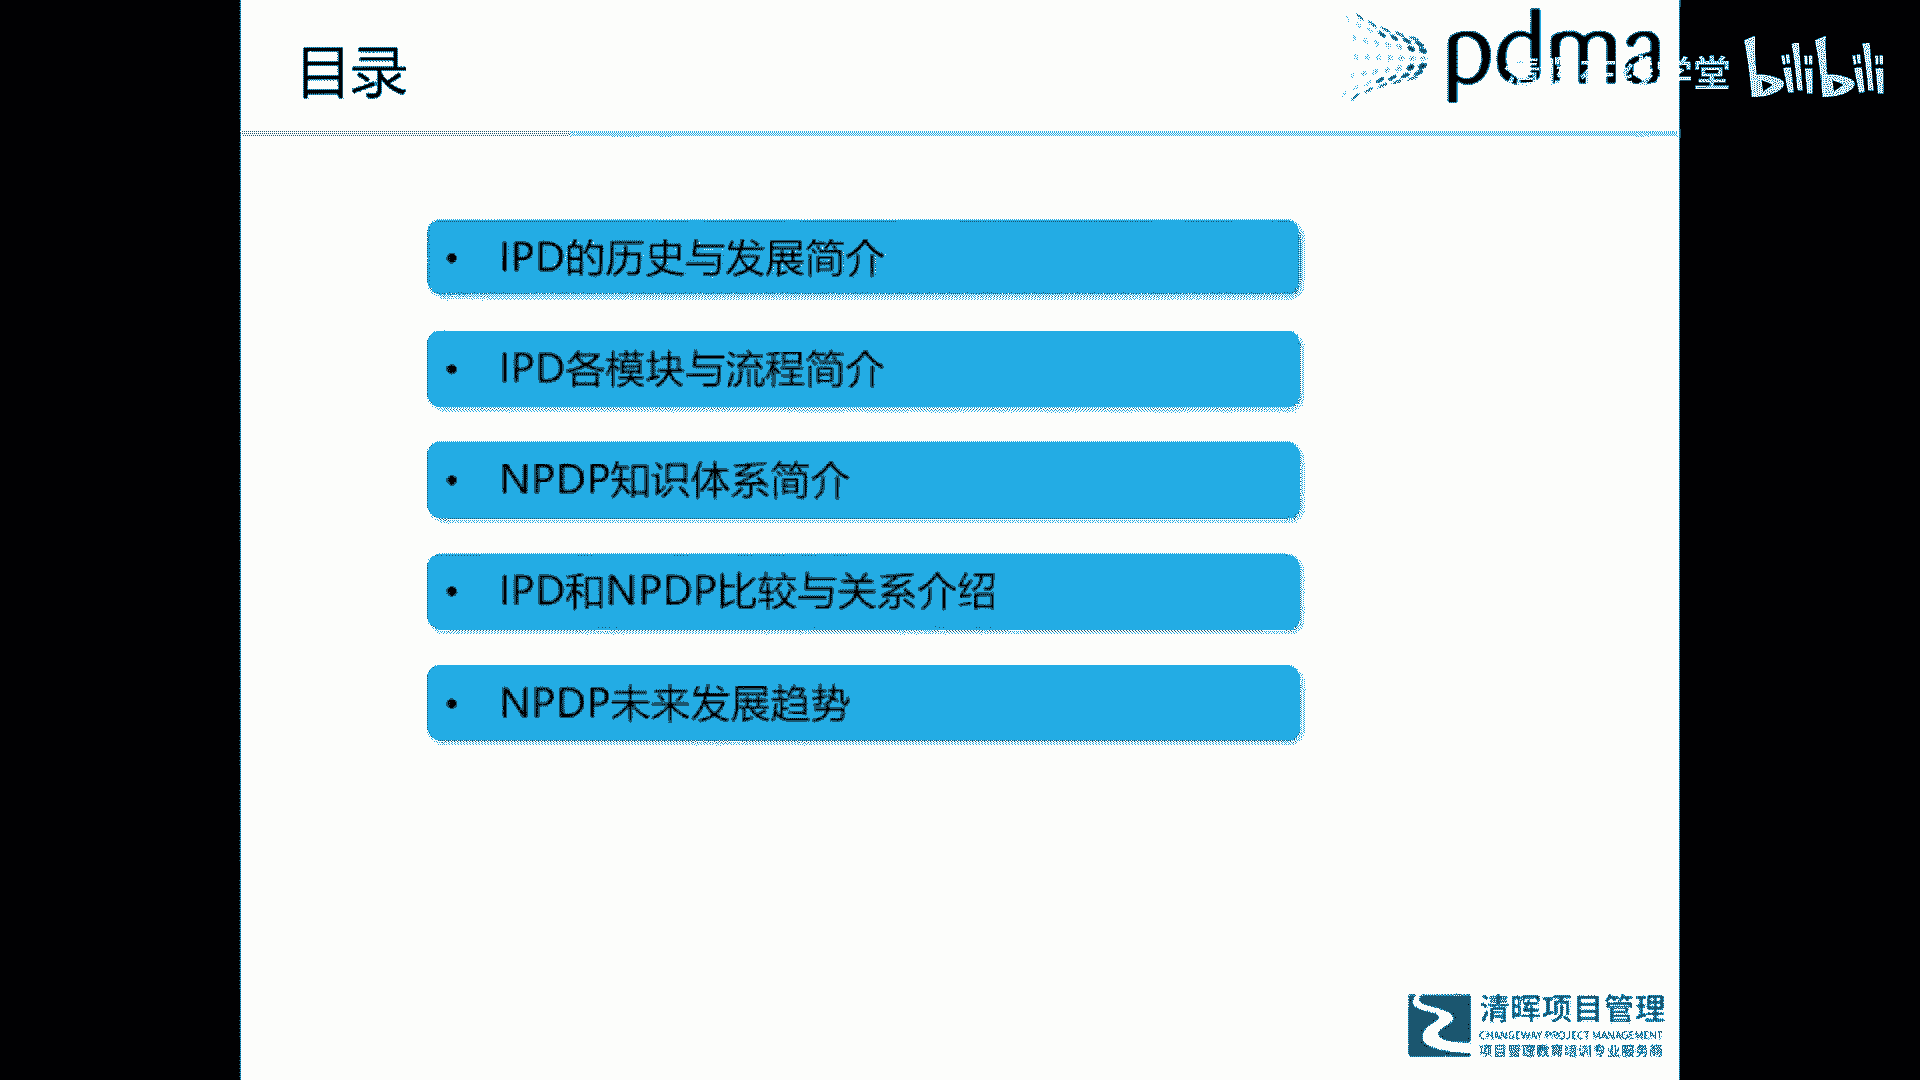 目录
pdma
学堂
bilibili
• IPD的历史与发展简介
• IPD各模块与流程简介
• NPDP知识体系简介
• IPD和NPDP比较与关系介绍
• NPDP未来发展趋势
清晖项目管理
CHANGEWAY PROJECT MANAGEMENT
项目管理教育培训专业服务商